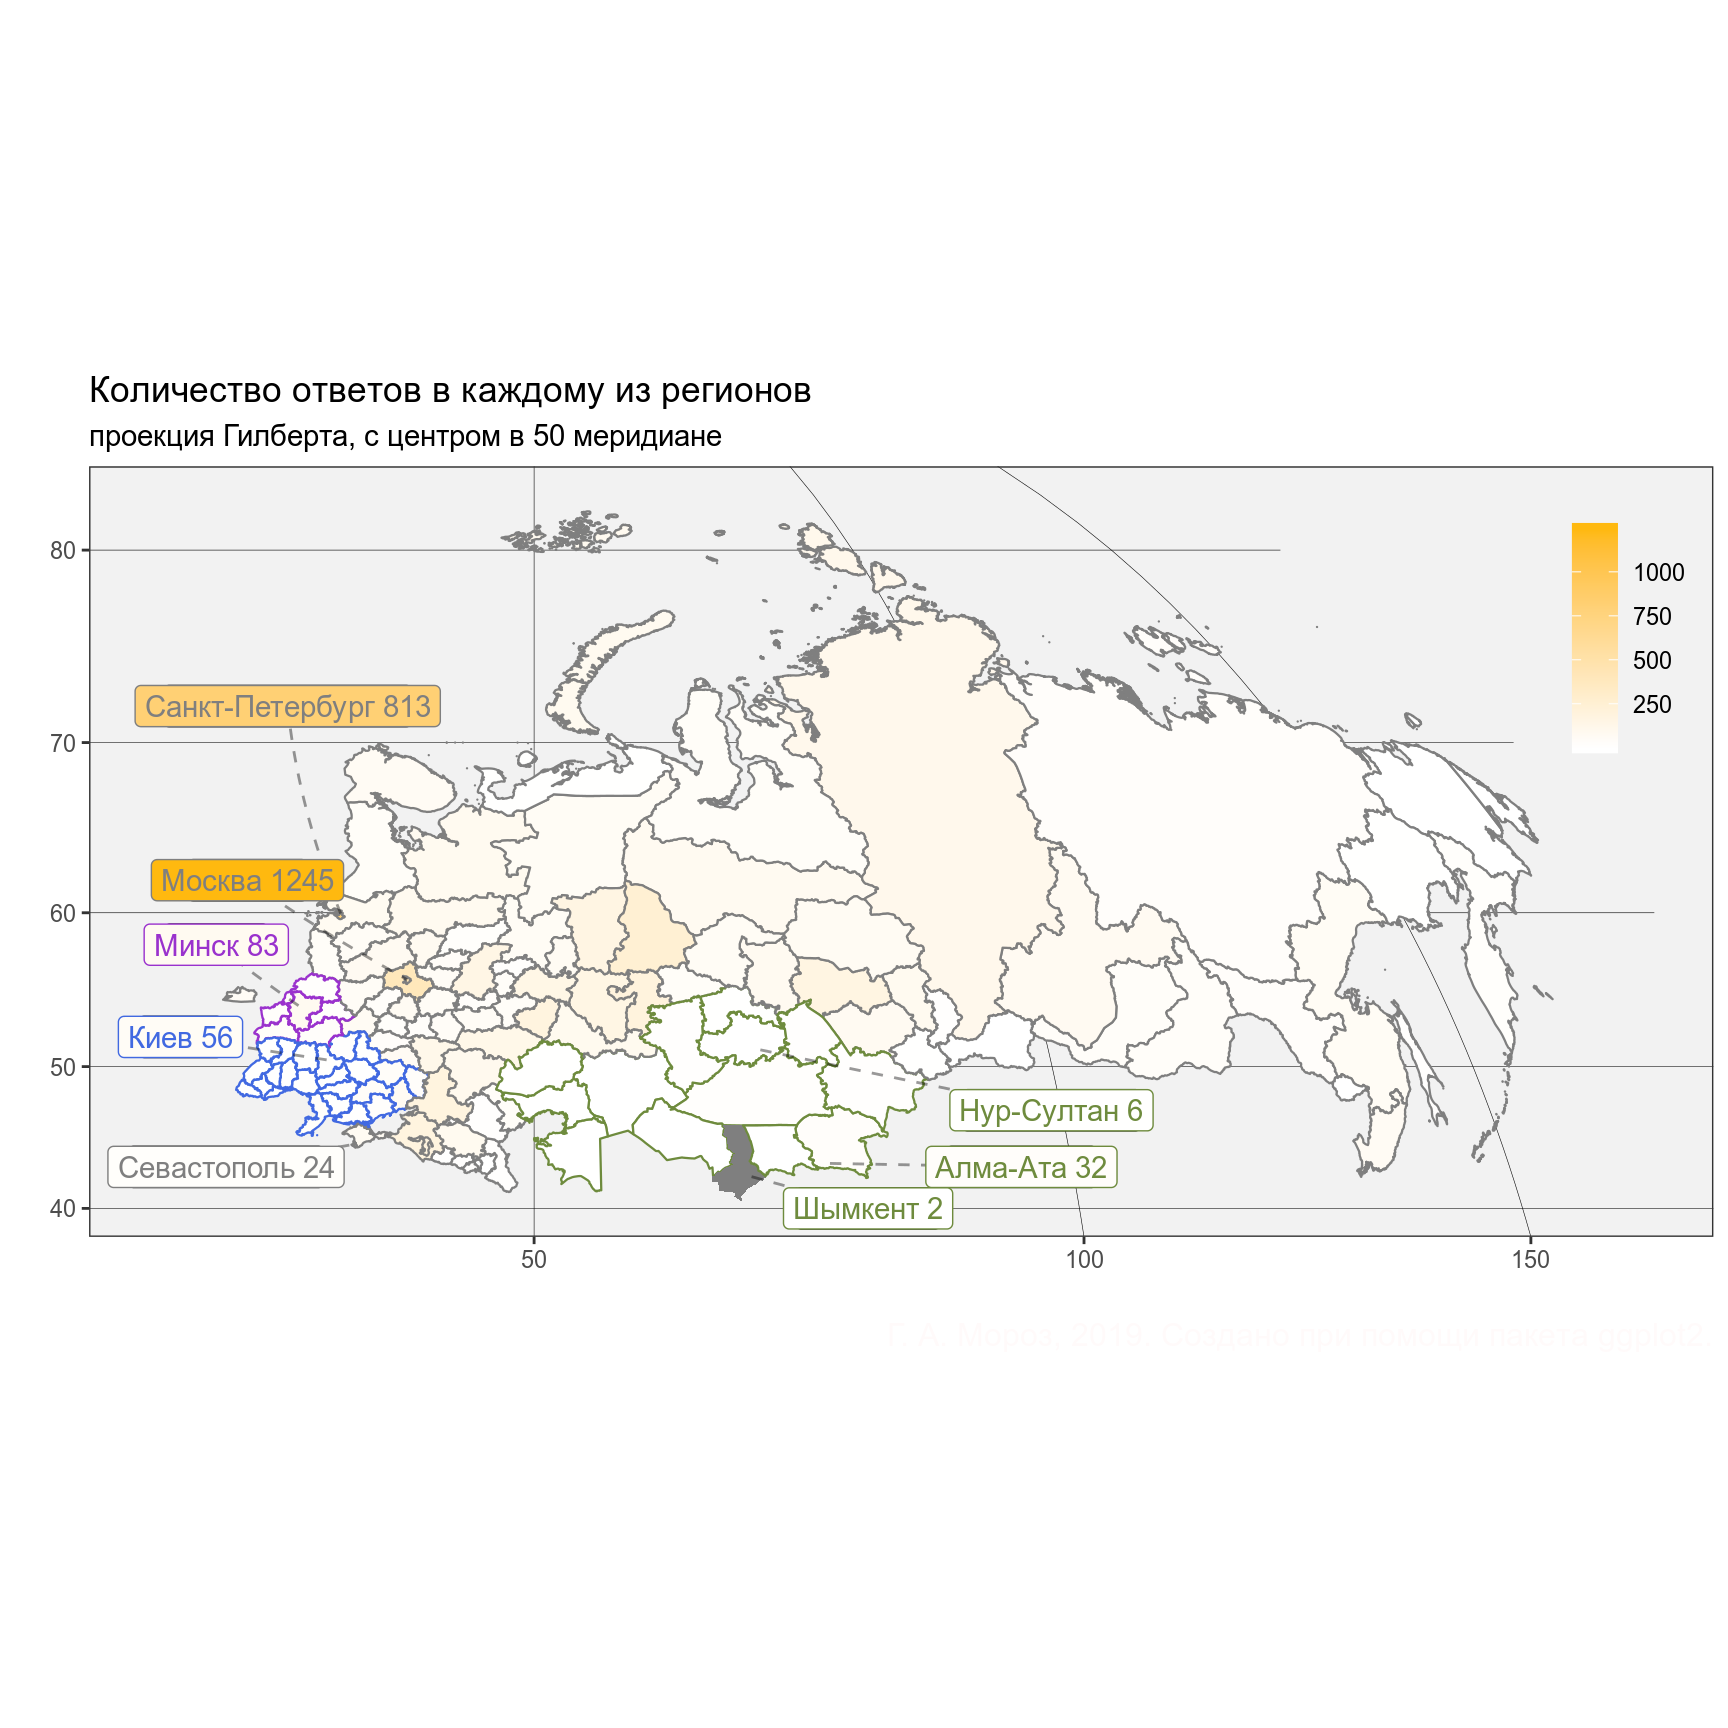 Количество ответов в каждому из регионов
проекция Гилберта, с центром в 50 меридиане
80
70
60
50
40
Санкт-Петербург 813
Москва 1245
Минск 83
Киев 56
Севастополь 24
Нур-Султан 6
Алма-Ата 32
Шымкент 2
1000
750
500
250
50
100
150
Г. А. Мороз, 2019. Создано при помощи пакета ggplot2.